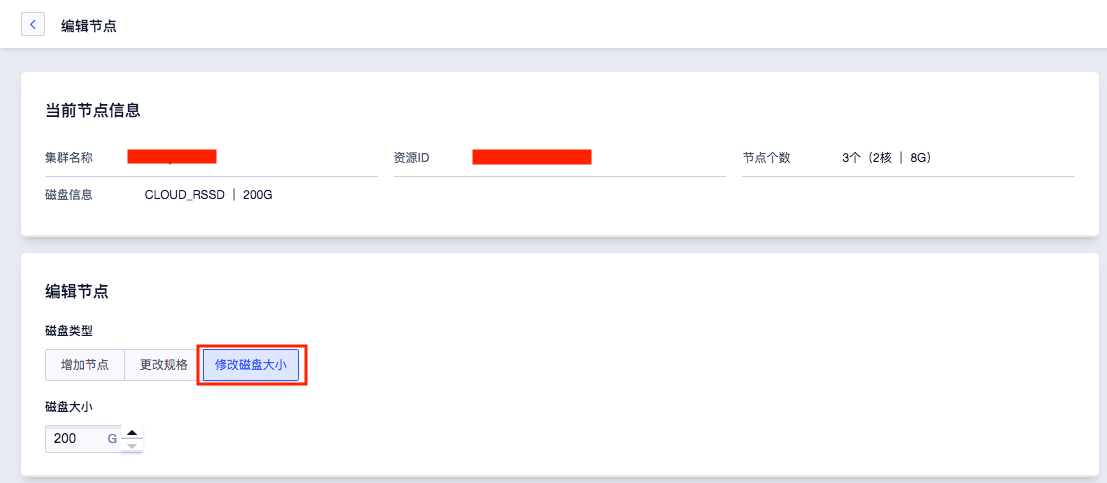 编辑节点
当前节点信息
集群名称 资源ID 节点个数 3个（2核 ｜ 8G）
磁盘信息 CLOUD_RSSD ｜ 200G
编辑节点
磁盘类型
增加节点 更改规格 修改磁盘大小
磁盘大小
200 G